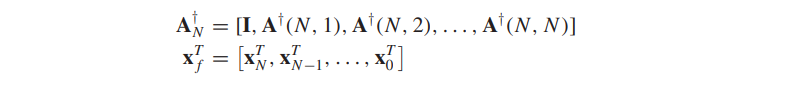 A†_N = [I, A†(N, 1), A†(N, 2), . . . , A†(N, N)]
x^T_f = [x^T_N, x^T_{N−1}, . . . , x^T_0]